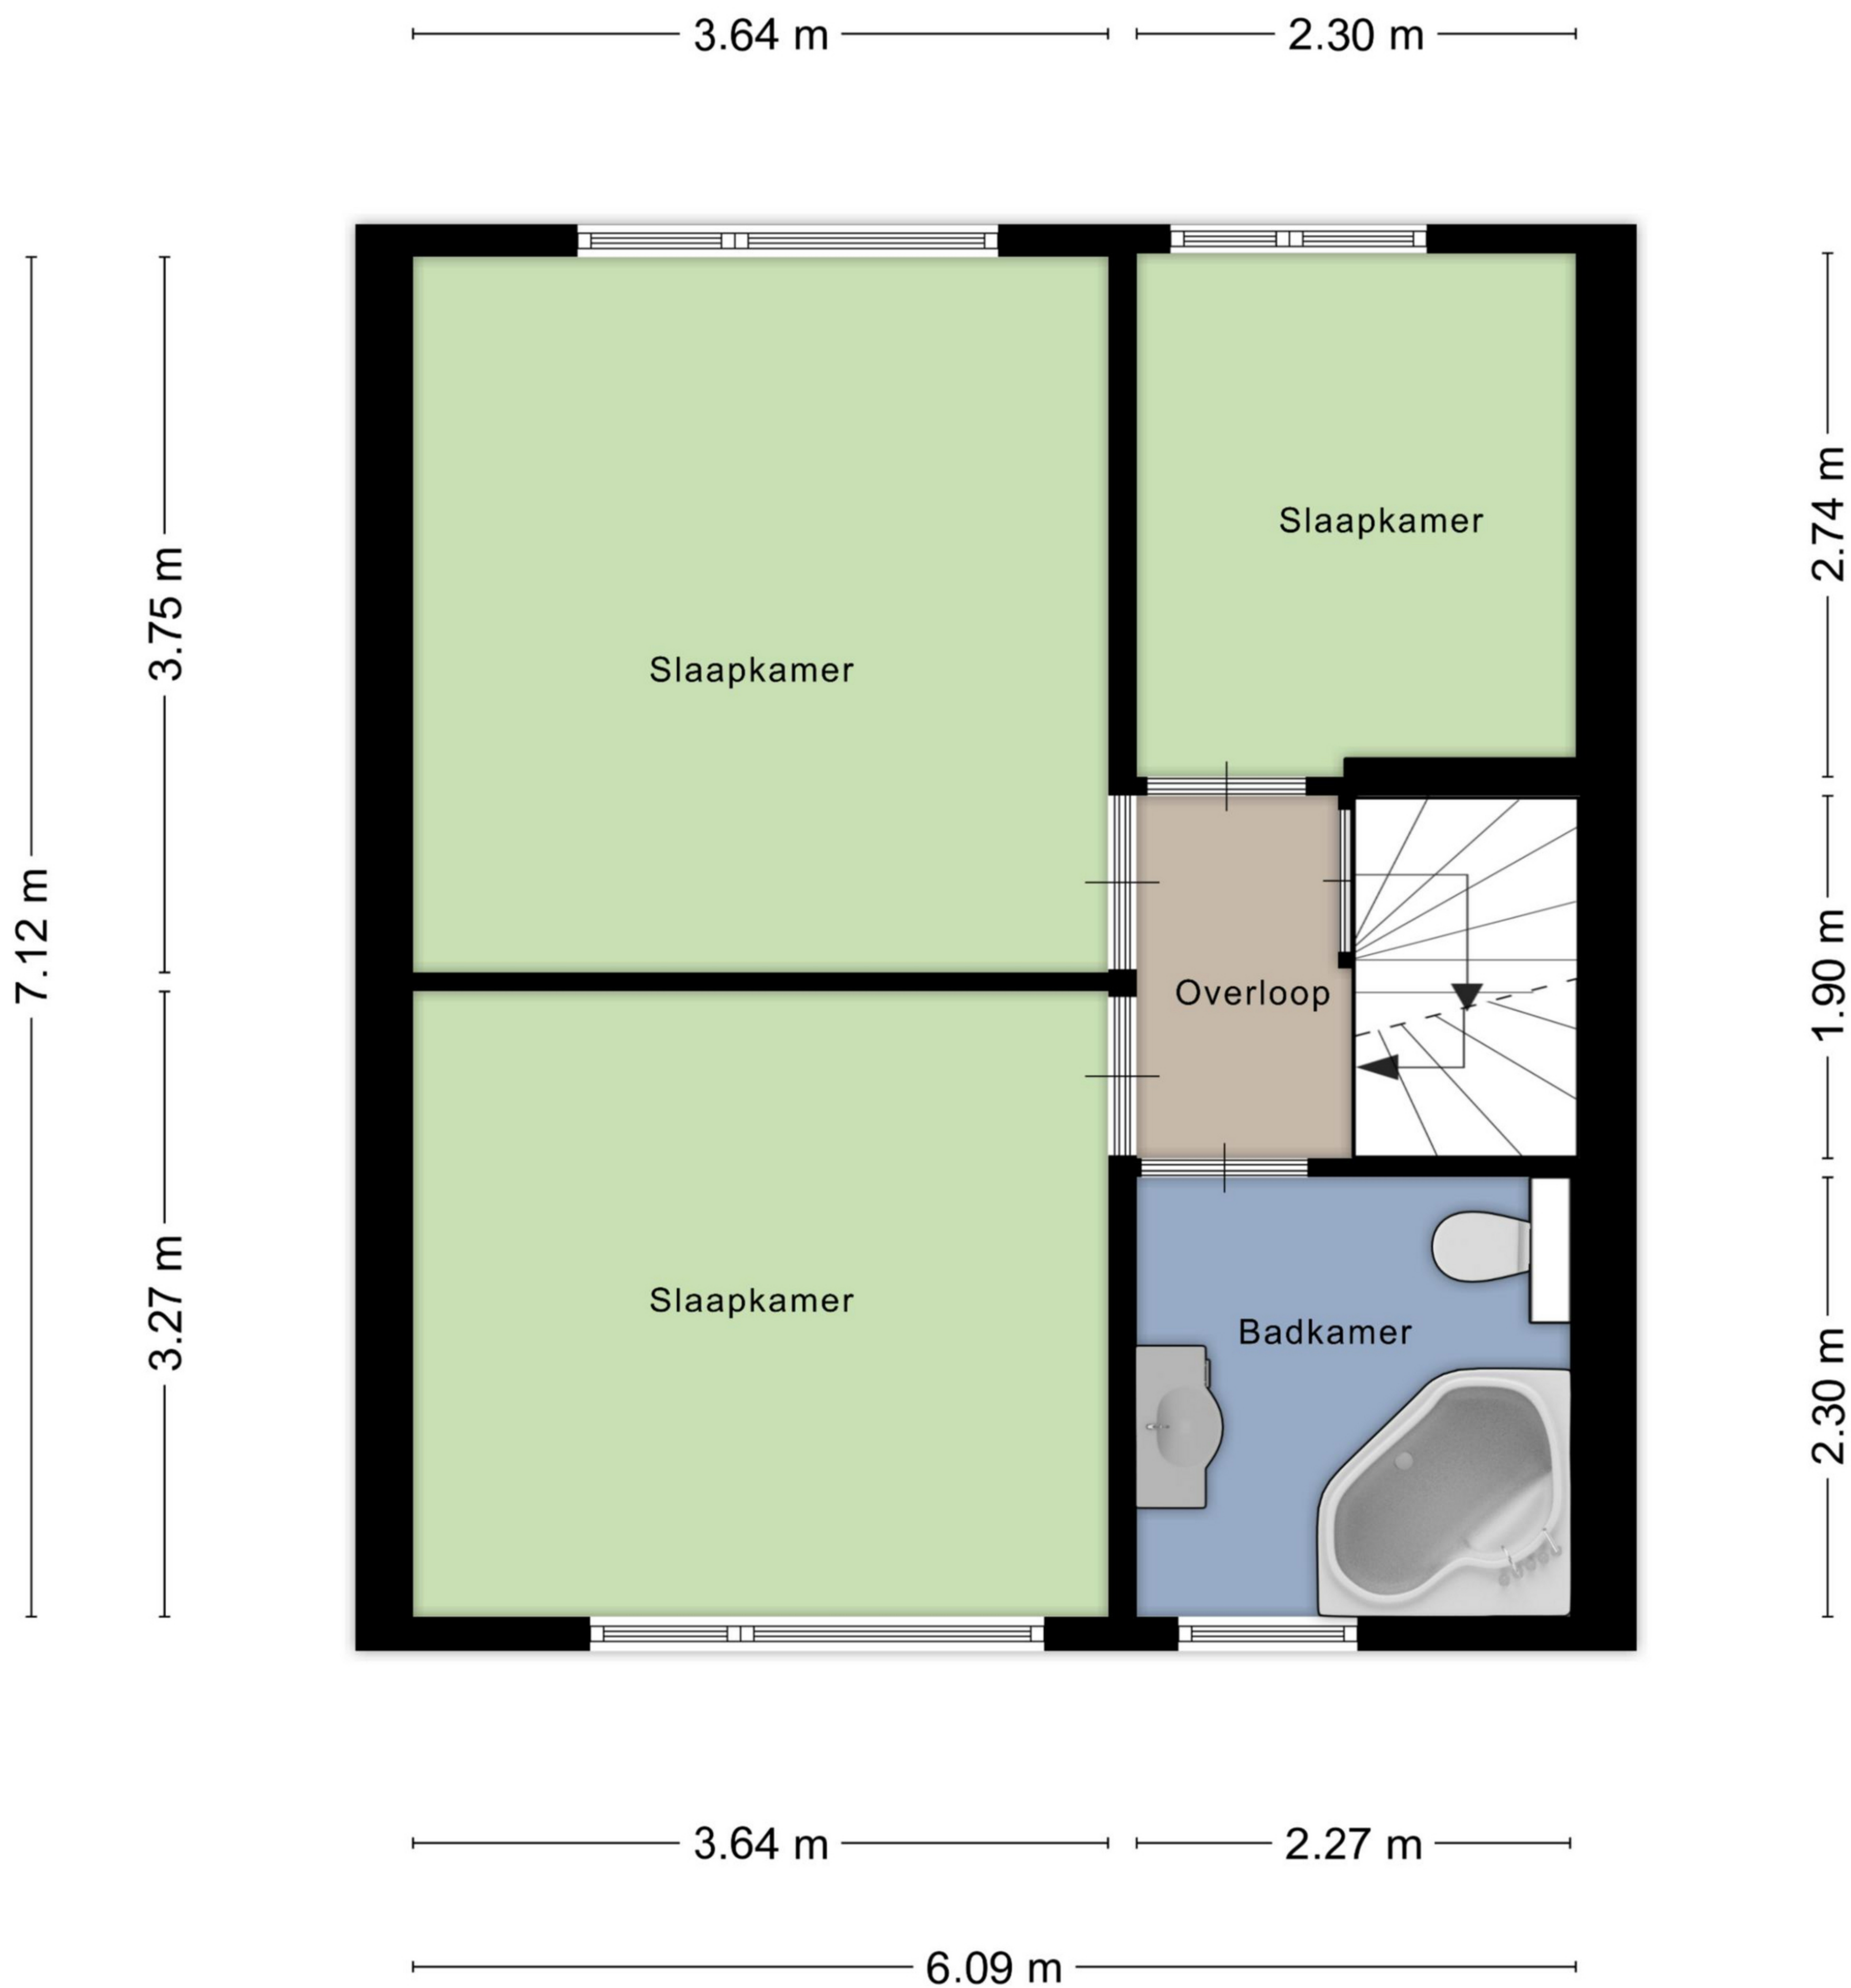 3.64 m
2.30 m
Slaapkamer
2.74 m
3.75 m
Slaapkamer
7.12 m
Overloop
1.90 m
3.27 m
Slaapkamer
Badkamer
2.30 m
3.64 m
2.27 m
6.09 m